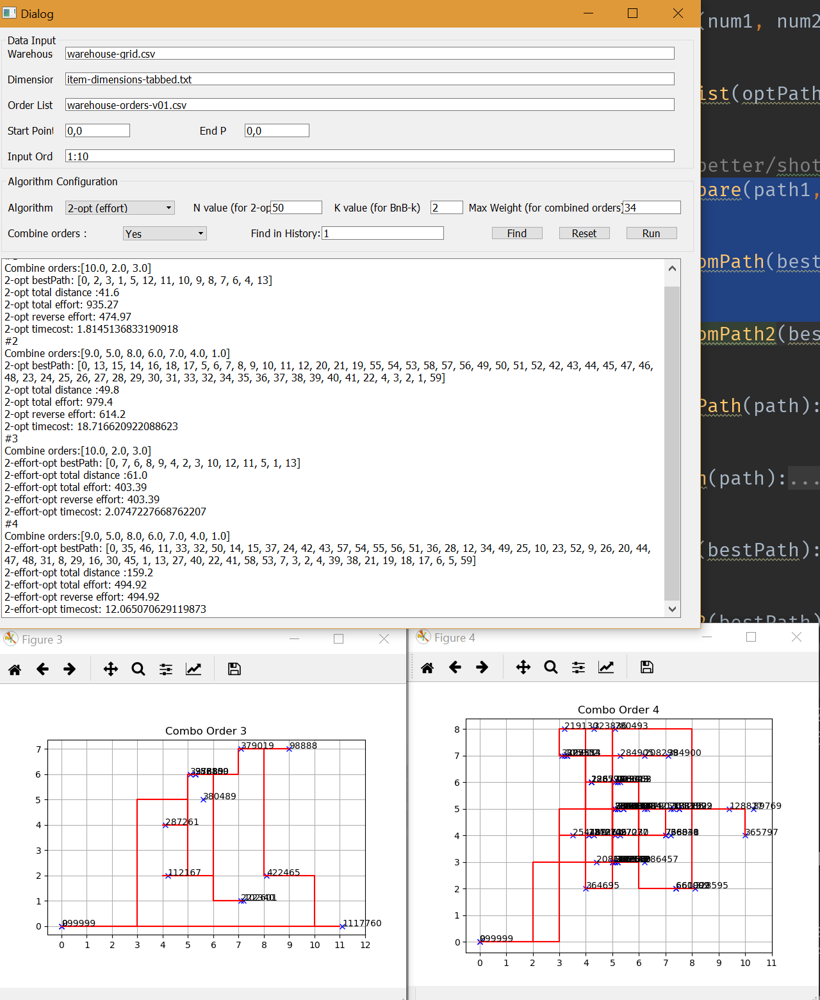 Dialog
Data Input
Warehous
warehouse-grid.csv
Dimension
item-dimensions-tabbed.txt
Order List
warehouse-orders-v01.csv
Start Point
0,0
End P
0,0
Input Ord
1:10
Algorithm Configuration
Algorithm
2-opt (effort)
N value (for 2-op
50
K value (for BnB-k)
2
Max Weight (for combined orders)
34
Combine orders :
Yes
Find in History:
1
Find
Reset
Run
Combine orders:[10.0, 2.0, 3.0]
2-opt bestPath: [0, 2, 3, 1, 5, 12, 11, 10, 9, 8, 7, 6, 4, 13]
2-opt total distance :41.6
2-opt total effort: 935.27
2-opt reverse effort: 474.97
2-opt timecost: 1.8145136833190918
#2
Combine orders:[9.0, 5.0, 8.0, 6.0, 7.0, 4.0, 1.0]
2-opt bestPath: [0, 13, 15, 14, 16, 18, 17, 5, 6, 7, 8, 9, 10, 11, 12, 20, 21, 19, 55, 54, 53, 58, 57, 56, 49, 50, 51, 52, 42, 43, 44, 45, 47, 46,
48, 23, 24, 25, 26, 27, 28, 29, 30, 31, 33, 32, 34, 35, 36, 37, 38, 39, 40, 41, 22, 4, 3, 2, 1, 59]
2-opt total distance :49.8
2-opt total effort: 979.4
2-opt reverse effort: 614.2
2-opt timecost: 18.716620922088623
#3
Combine orders:[10.0, 2.0, 3.0]
2-effort-opt bestPath: [0, 7, 6, 8, 9, 4, 2, 3, 10, 12, 11, 5, 1, 13]
2-effort-opt total distance :61.0
2-effort-opt total effort: 403.39
2-effort-opt reverse effort: 403.39
2-effort-opt timecost: 2.0747227668762207
#4
Combine orders:[9.0, 5.0, 8.0, 6.0, 7.0, 4.0, 1.0]
2-effort-opt bestPath: [0, 35, 46, 11, 33, 32, 50, 14, 15, 37, 24, 42, 43, 57, 54, 55, 56, 51, 36, 28, 12, 34, 49, 25, 10, 23, 52, 9, 26, 20, 44,
47, 48, 31, 8, 29, 16, 30, 45, 1, 13, 27, 40, 22, 41, 58, 53, 7, 3, 2, 4, 39, 38, 21, 19, 18, 17, 6, 5, 59]
2-effort-opt total distance :159.2
2-effort-opt total effort: 494.92
2-effort-opt reverse effort: 494.92
2-effort-opt timecost: 12.065070629119873
(num1, num2
ist(optPath
better/shot
pare(path1,
omPath(best
omPath2(bes
Path(path):
n(path):...
(bestPath):
2(bestPath)
Figure 3
Combo Order 3
7
6
5
4
3
2
1
0
379019
98888
380489
287261
112167
422465
1117760
0 1 2 3 4 5 6 7 8 9 10 11 12
Figure 4
Combo Order 4
8
7
6
5
4
3
2
1
0
284905
365797
86457
364695
0 1 2 3 4 5 6 7 8 9 10 11